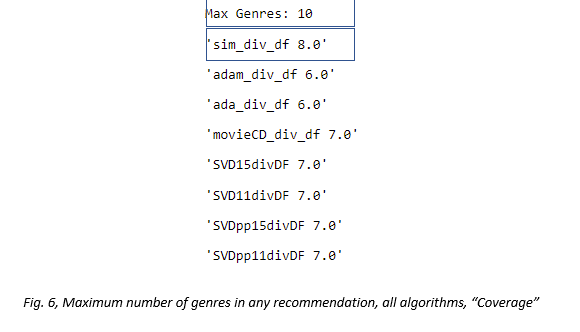 Max Genres: 10
'sim_div_df 8.0'
'adam_div_df 6.0'
'ada_div_df 6.0'
'movieCD_div_df 7.0'
'SVD15divDF 7.0'
'SVD11divDF 7.0'
'SVDpp15divDF 7.0'
'SVDpp11divDF 7.0'
Fig. 6, Maximum number of genres in any recommendation, all algorithms, “Coverage”